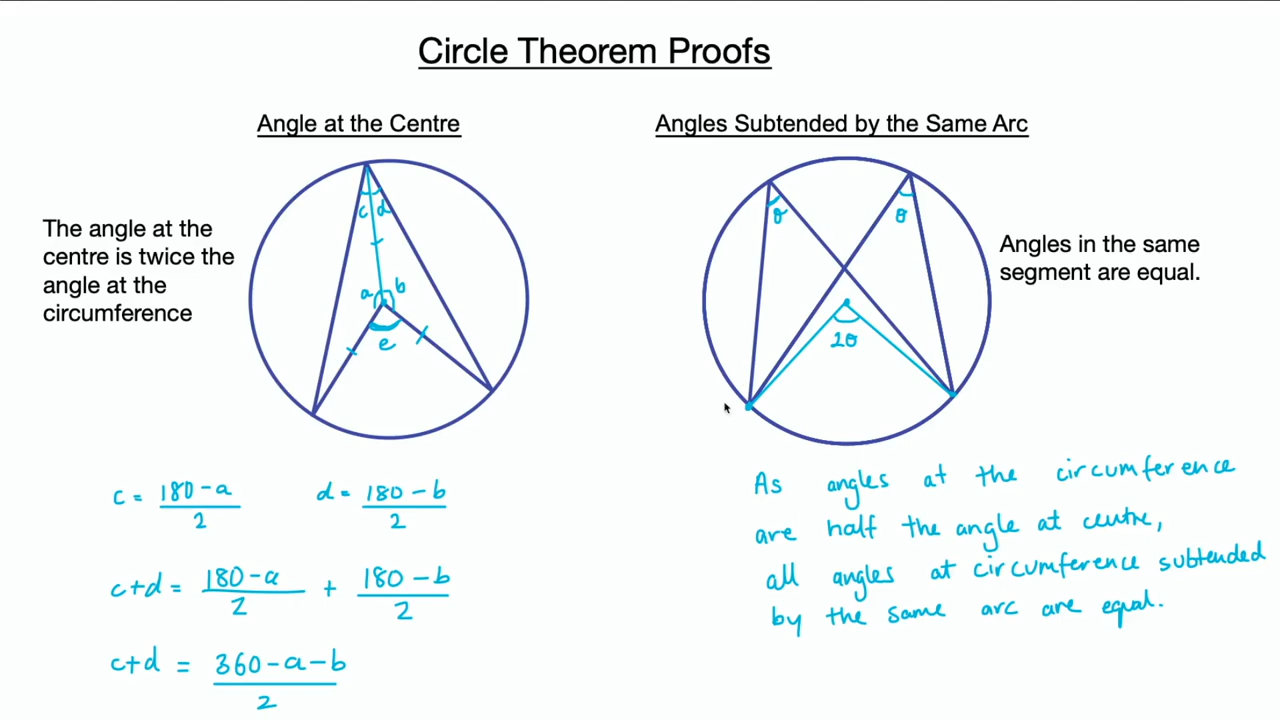 Circle Theorem Proofs
Angle at the Centre
The angle at the
centre is twice the
angle at the
circumference
c d
a b
e
c = 180 - a / 2
d = 180 - b / 2
c+d = 180 - a / 2 + 180 - b / 2
c+d = 360 - a - b / 2
Angles Subtended by the Same Arc
θ θ
2θ
Angles in the same
segment are equal.
As angles at the circumference
are half the angle at centre,
all angles at circumference subtended
by the same arc are equal.